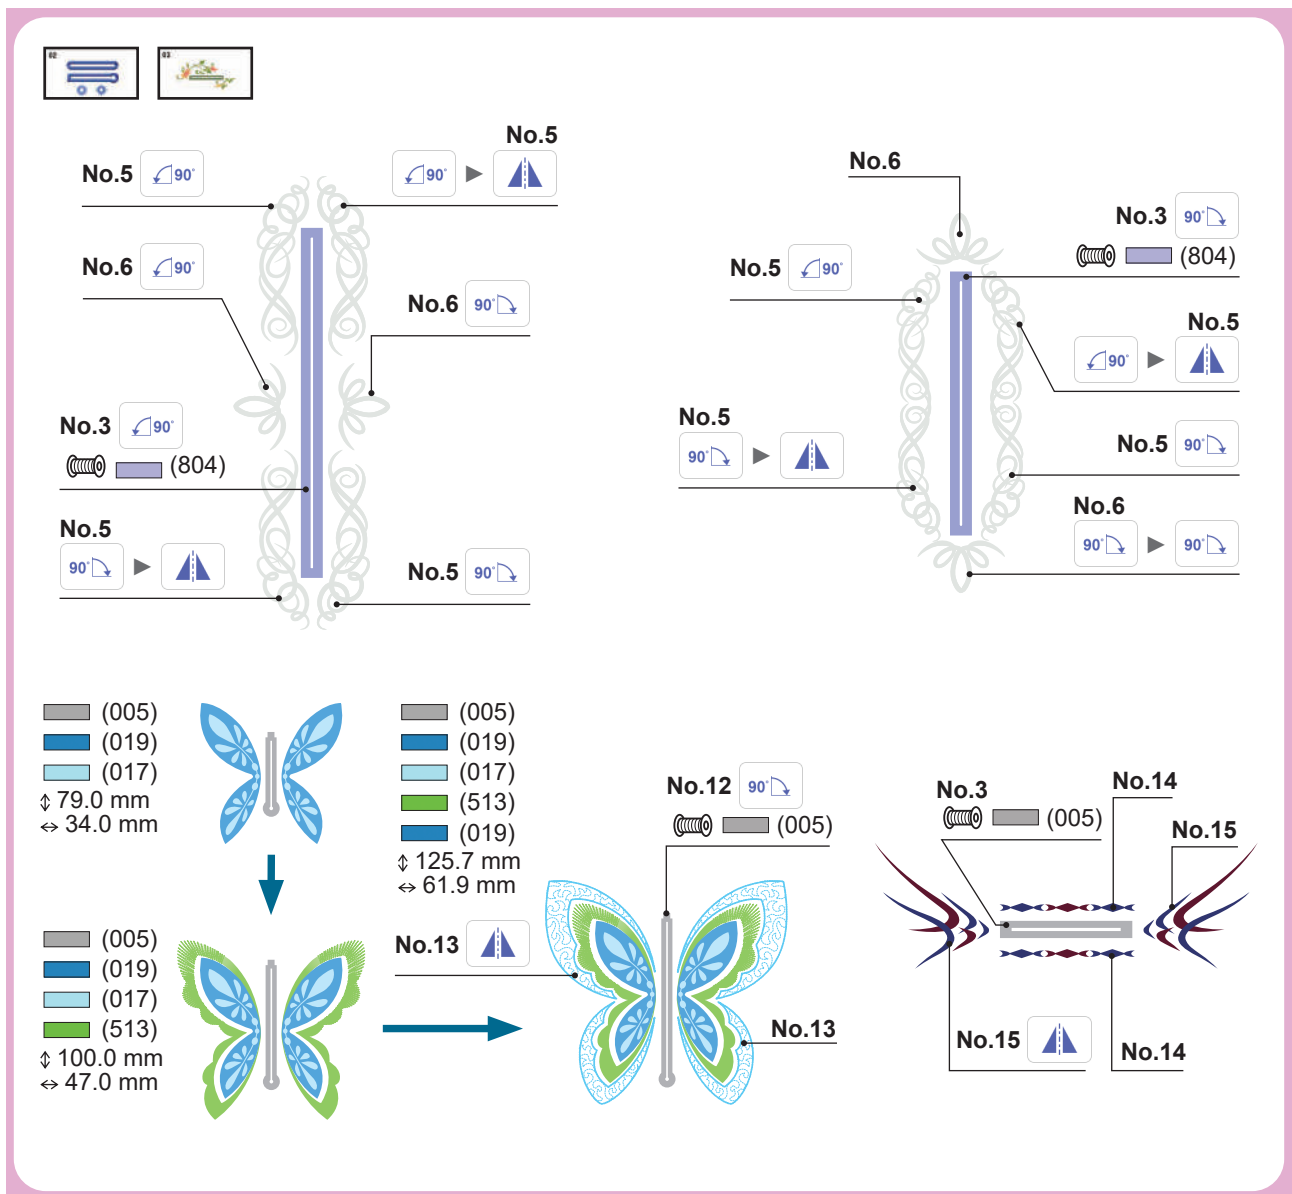 02
03
No.5 90°
90° No.5
No.6 90°
No.6 90°
No.3 90°
(804)
No.5
90°
No.5 90°
No.6
No.3 90°
(804)
No.5 90°
No.5
90°
No.5
90°
No.5 90°
No.6
90° 90°
(005)
(019)
(017)
79.0 mm
34.0 mm
(005)
(019)
(017)
(513)
100.0 mm
47.0 mm
(005)
(019)
(017)
(513)
(019)
125.7 mm
61.9 mm
No.12 90°
(005)
No.13
No.13
No.3
(005)
No.14
No.15
No.15
No.14